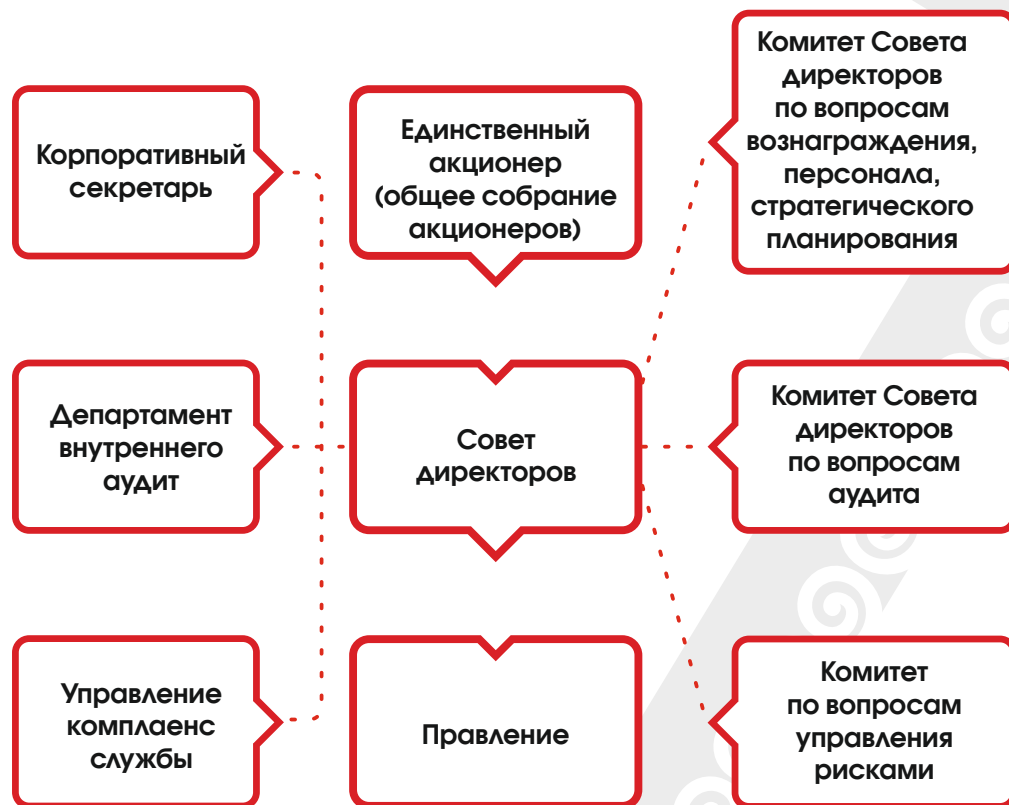 Корпоративный
секретарь
Единственный
акционер
(общее собрание
акционеров)
Комитет Совета
директоров
по вопросам
вознаграждения,
персонала,
стратегического
планирования
Департамент
внутреннего
аудит
Совет
директоров
Комитет Совета
директоров
по вопросам
аудита
Управление
комплаенс
службы
Правление
Комитет
по вопросам
управления
рисками